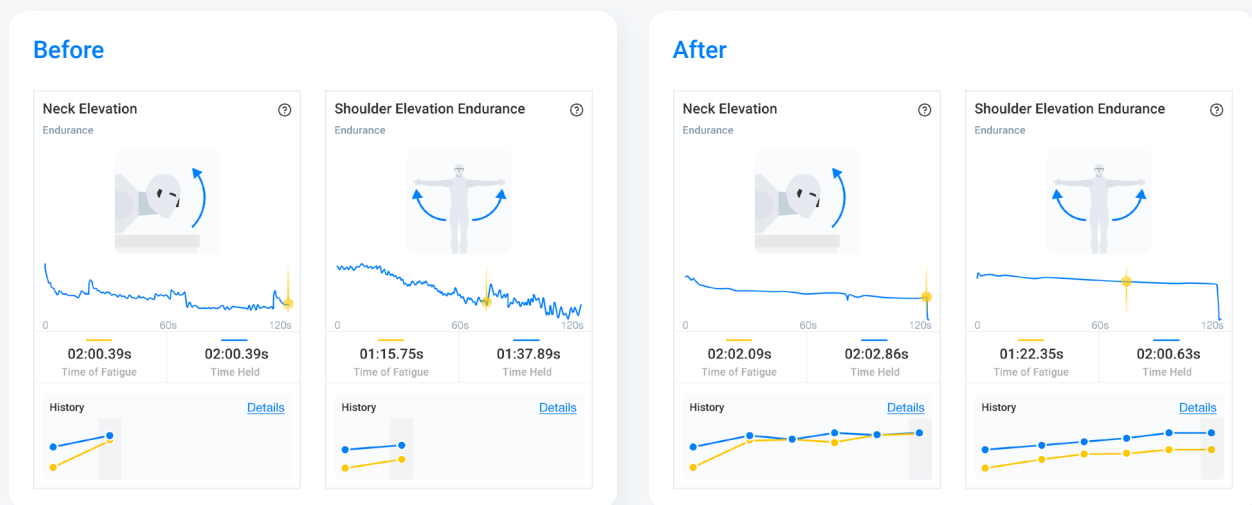 Before
Neck Elevation
Endurance
0 60s 120s
02:00.39s 02:00.39s
Time of Fatigue Time Held
History Details
Shoulder Elevation Endurance
Endurance
0 60s 120s
01:15.75s 01:37.89s
Time of Fatigue Time Held
History Details
After
Neck Elevation
Endurance
0 60s 120s
02:02.09s 02:02.86s
Time of Fatigue Time Held
History Details
Shoulder Elevation Endurance
Endurance
0 60s 120s
01:22.35s 02:00.63s
Time of Fatigue Time Held
History Details